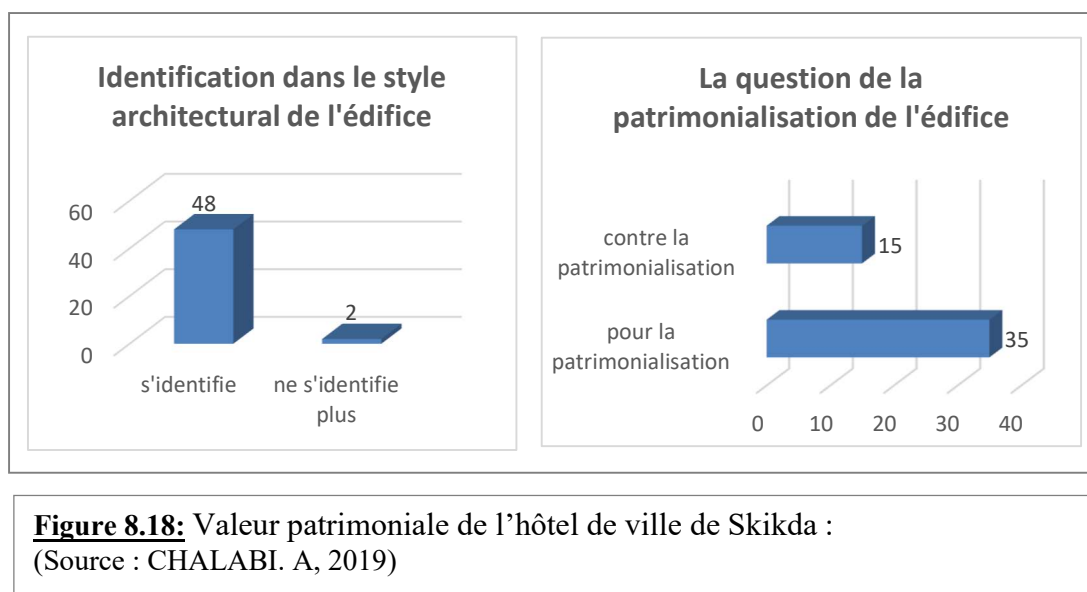 Identification dans le style
architectural de l'édifice
60
40
20
0
48
2
s'identifie
ne s'identifie
plus
La question de la
patrimonialisation de l'édifice
contre la
patrimonialisation
15
pour la
patrimonialisation
35
0 10 20 30 40
Figure 8.18: Valeur patrimoniale de l’hôtel de ville de Skikda :
(Source : CHALABI. A, 2019)